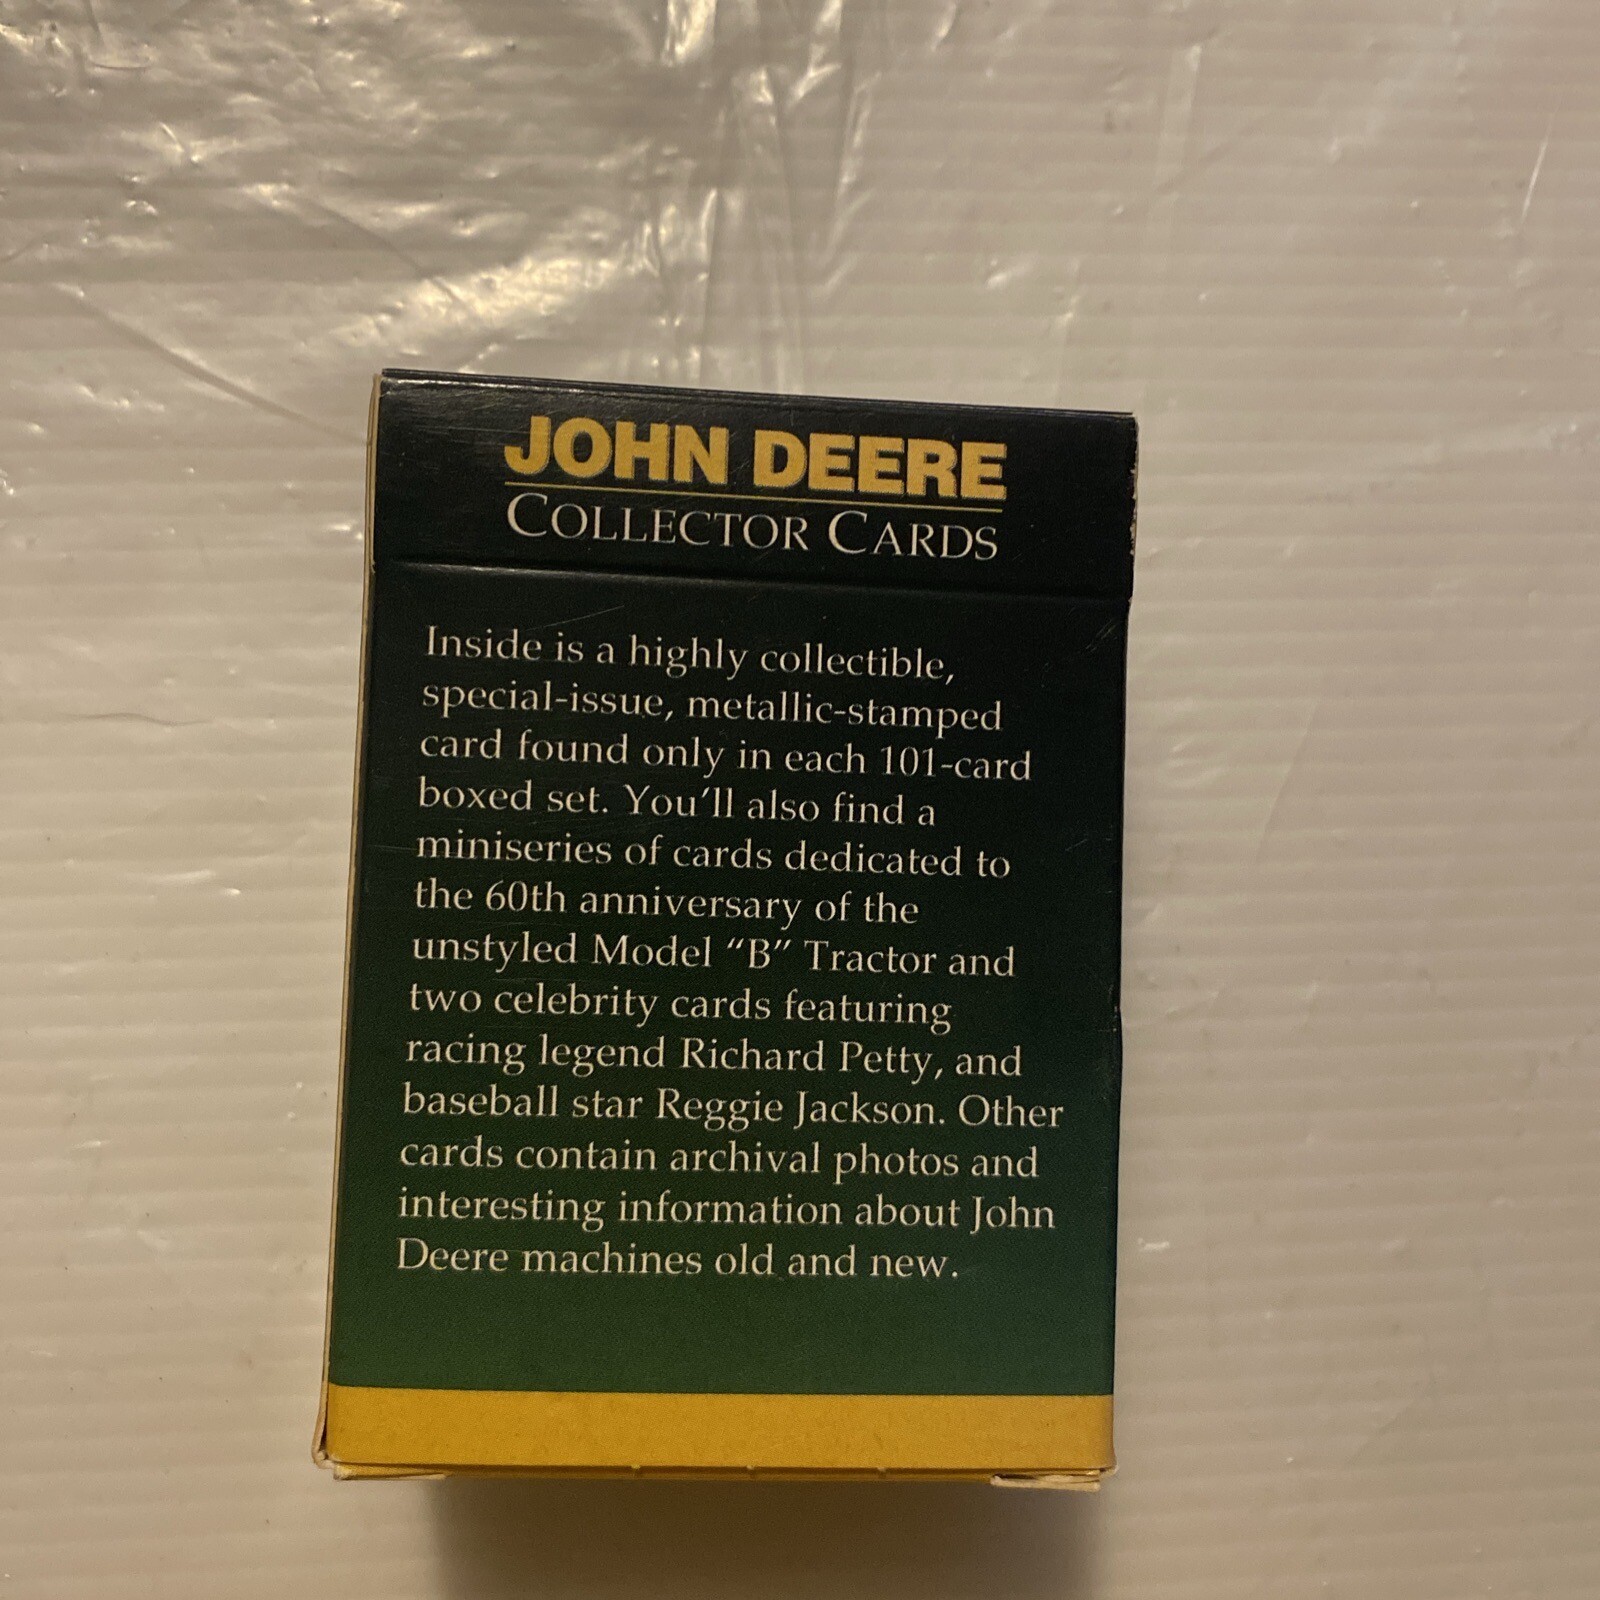 JOHN DEERE
COLLECTOR CARDS
Inside is a highly collectible,
special-issue, metallic-stamped
card found only in each 101-card
boxed set. You'll also find a
miniseries of cards dedicated to
the 60th anniversary of the
unstyled Model "B" Tractor and
two celebrity cards featuring
racing legend Richard Petty, and
baseball star Reggie Jackson. Other
cards contain archival photos and
interesting information about John
Deere machines old and new.